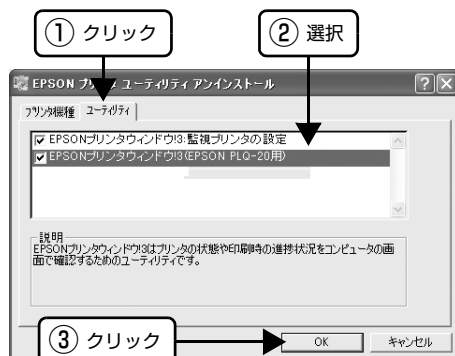 ① クリック
② 選択
EPSON プリンタ ユーティリティ アンインストール
プリンタ機種 ユーティリティ
EPSONプリンタウィンドウ!3:監視プリンタの設定
EPSONプリンタウィンドウ!3(EPSON PLQ-20用)
説明
EPSONプリンタウィンドウ!3はプリンタの状態や印刷時の進捗状況をコンピュータの画
面で確認するためのユーティリティです。
③ クリック
OK キャンセル